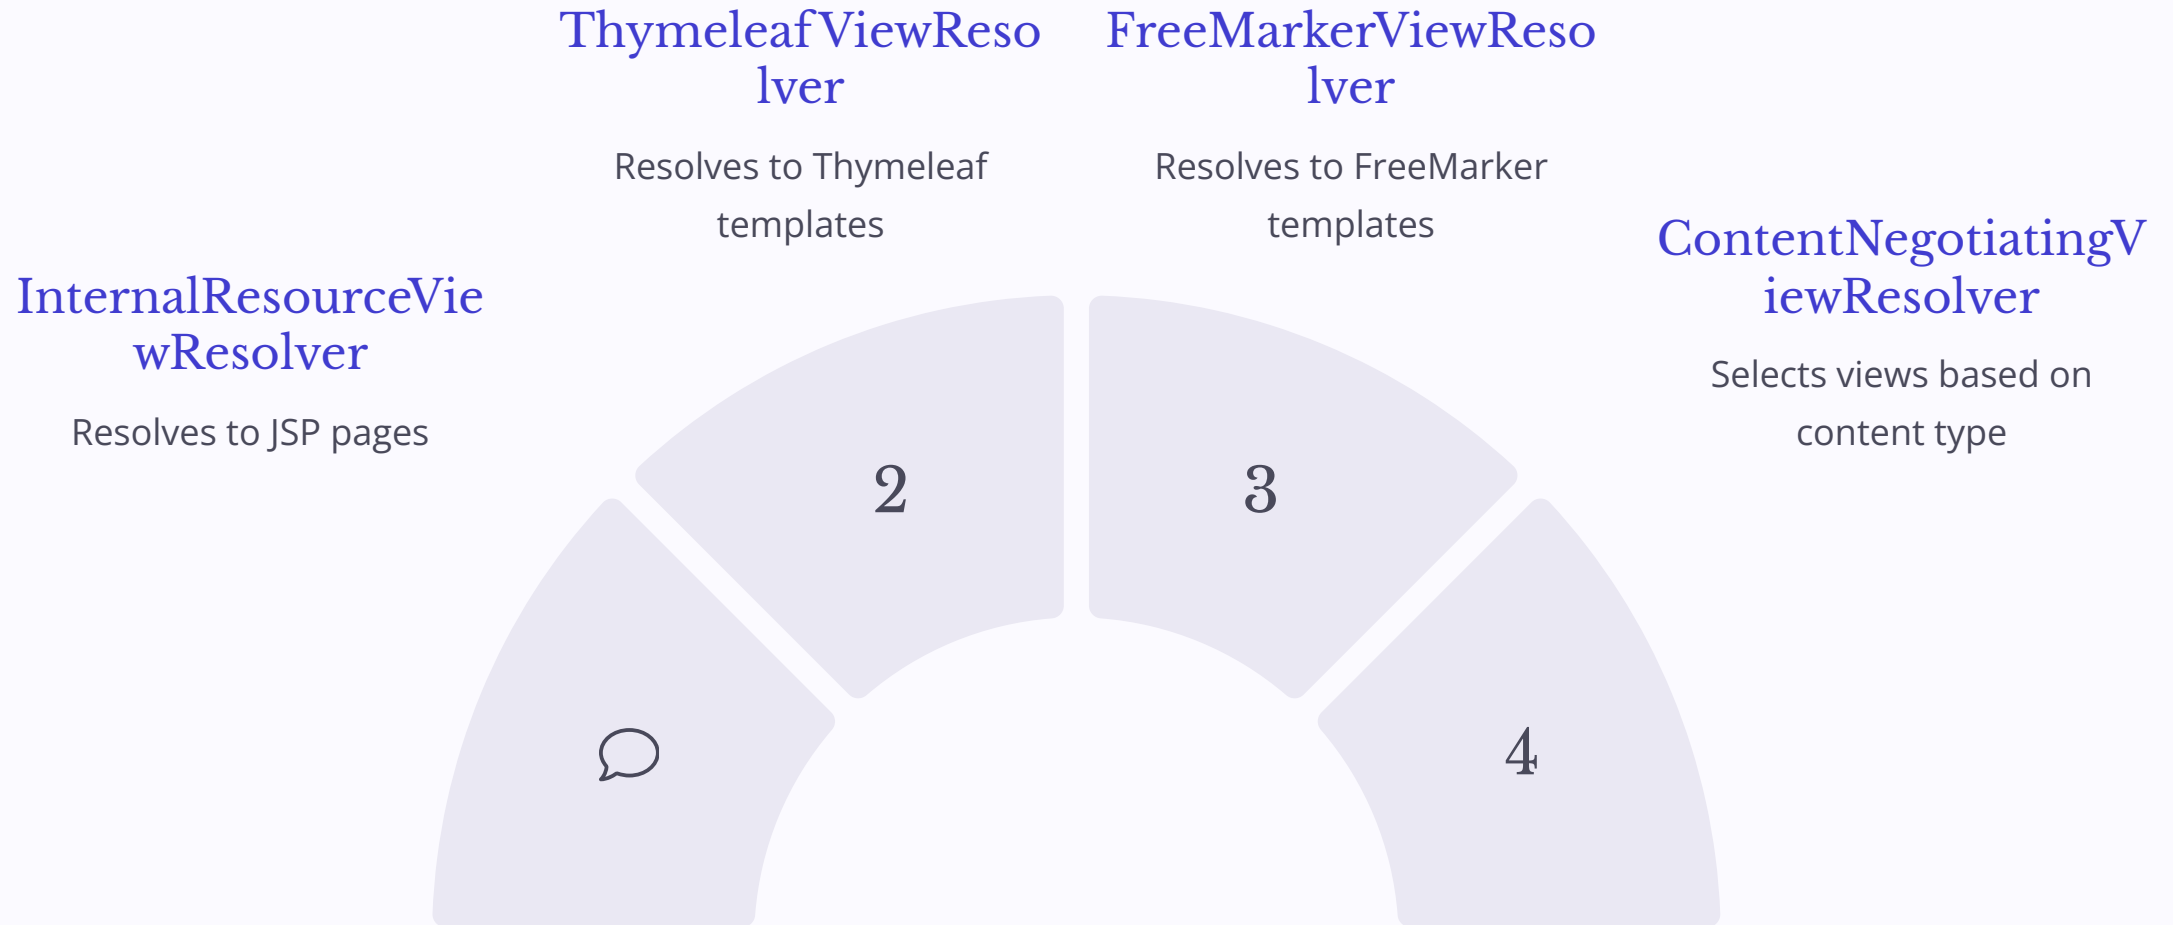 InternalResourceVie
wResolver
Resolves to JSP pages
ThymeleafViewReso
lver
Resolves to Thymeleaf
templates
FreeMarkerViewReso
lver
Resolves to FreeMarker
templates
ContentNegotiatingV
iewResolver
Selects views based on
content type
2
3
4